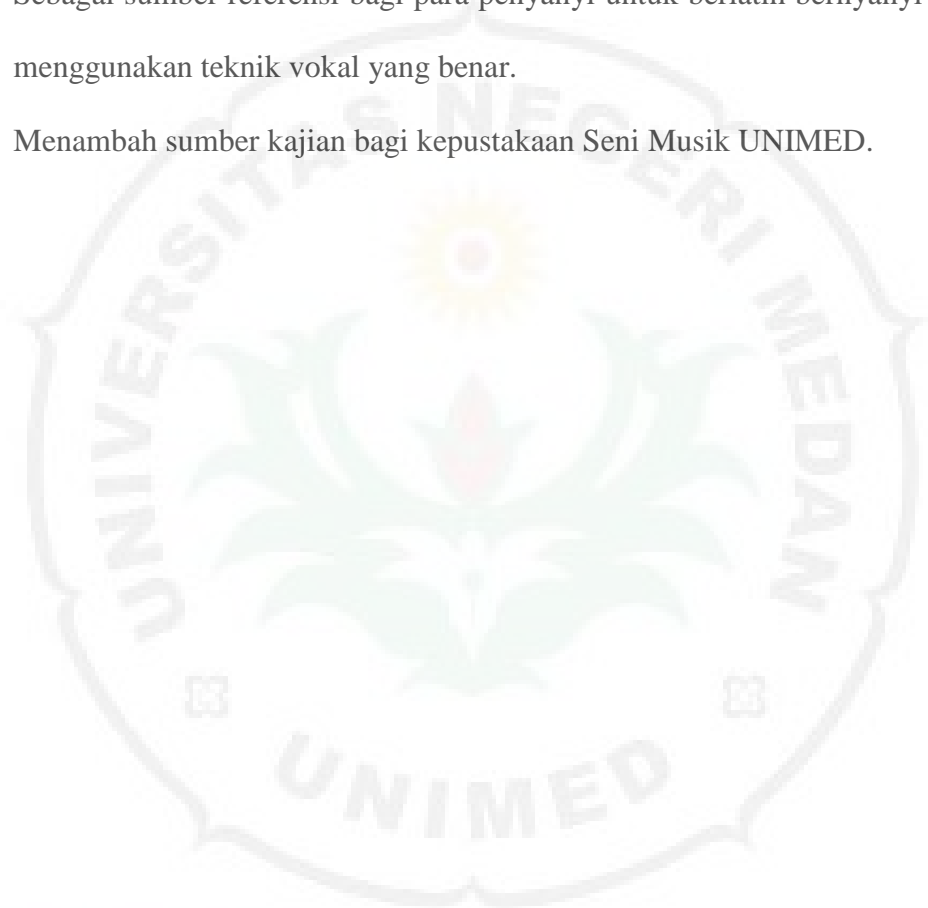 Sebagai sumber referensi bagi para penyanyi untuk berlatih bernyanyi
menggunakan teknik vokal yang benar.
Menambah sumber kajian bagi kepustakaan Seni Musik UNIMED.
UNIVERSITAS NEGERI MEDAN
UNIMED